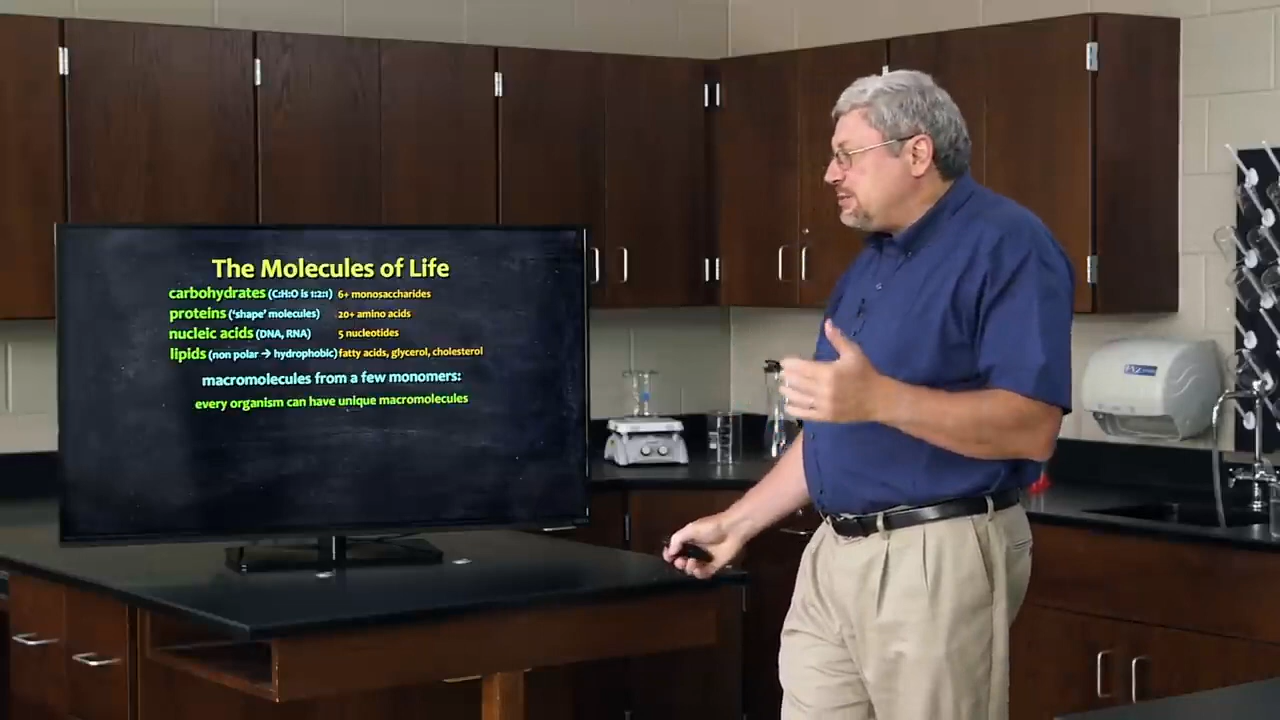 The Molecules of Life
carbohydrates (C:H:O is 1:2:1) 6+ monosaccharides
proteins ('shape' molecules) 20+ amino acids
nucleic acids (DNA, RNA) 5 nucleotides
lipids (non polar → hydrophobic) fatty acids, glycerol, cholesterol
macromolecules from a few monomers:
every organism can have unique macromolecules